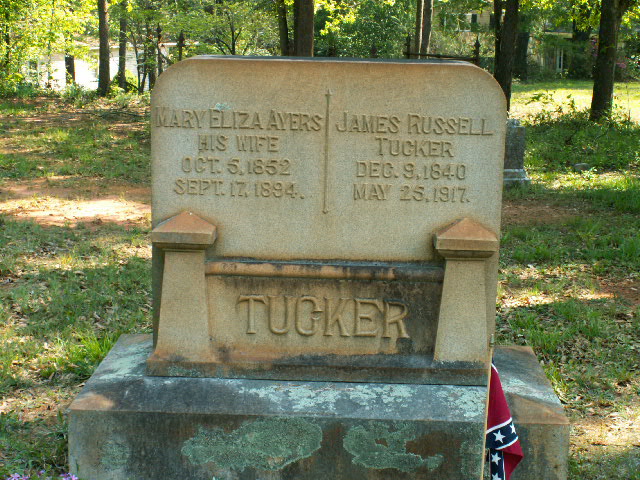 MARY ELIZA AYERS
HIS WIFE
OCT. 5, 1852
SEPT. 17, 1894.
JAMES RUSSELL
TUCKER
DEC. 9, 1840
MAY 25, 1917.
TUCKER